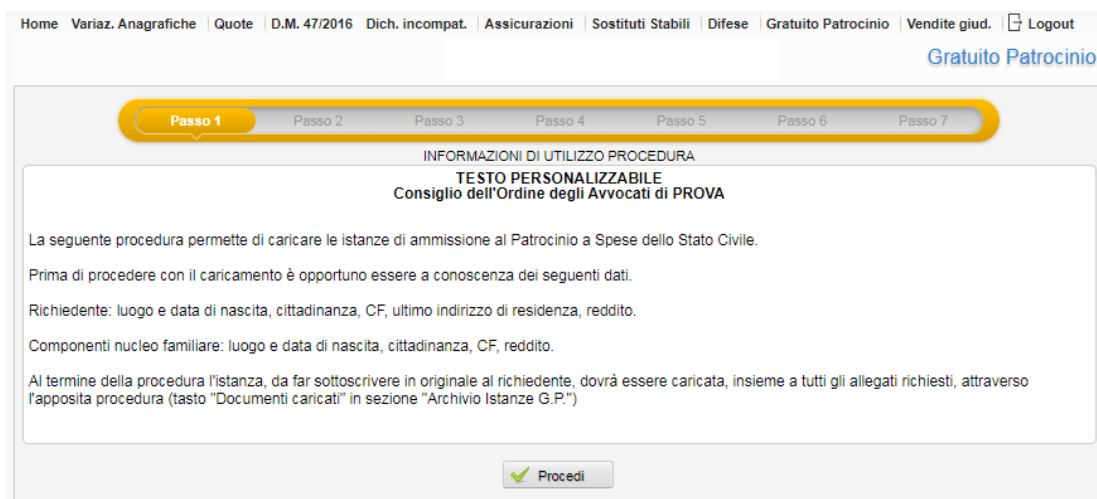 Home Variaz. Anagrafiche Quote D.M. 47/2016 Dich. incompat. Assicurazioni Sostituti Stabili Difese Gratuito Patrocinio Vendite giud. Logout
Gratuito Patrocinio
Passo 1 Passo 2 Passo 3 Passo 4 Passo 5 Passo 6 Passo 7
INFORMAZIONI DI UTILIZZO PROCEDURA
TESTO PERSONALIZZABILE
Consiglio dell'Ordine degli Avvocati di PROVA
La seguente procedura permette di caricare le istanze di ammissione al Patrocinio a Spese dello Stato Civile.
Prima di procedere con il caricamento è opportuno essere a conoscenza dei seguenti dati.
Richiedente: luogo e data di nascita, cittadinanza, CF, ultimo indirizzo di residenza, reddito.
Componenti nucleo familiare: luogo e data di nascita, cittadinanza, CF, reddito.
Al termine della procedura l'istanza, da far sottoscrivere in originale al richiedente, dovrà essere caricata, insieme a tutti gli allegati richiesti, attraverso
l'apposita procedura (tasto "Documenti caricati" in sezione "Archivio Istanze G.P.")
Procedi